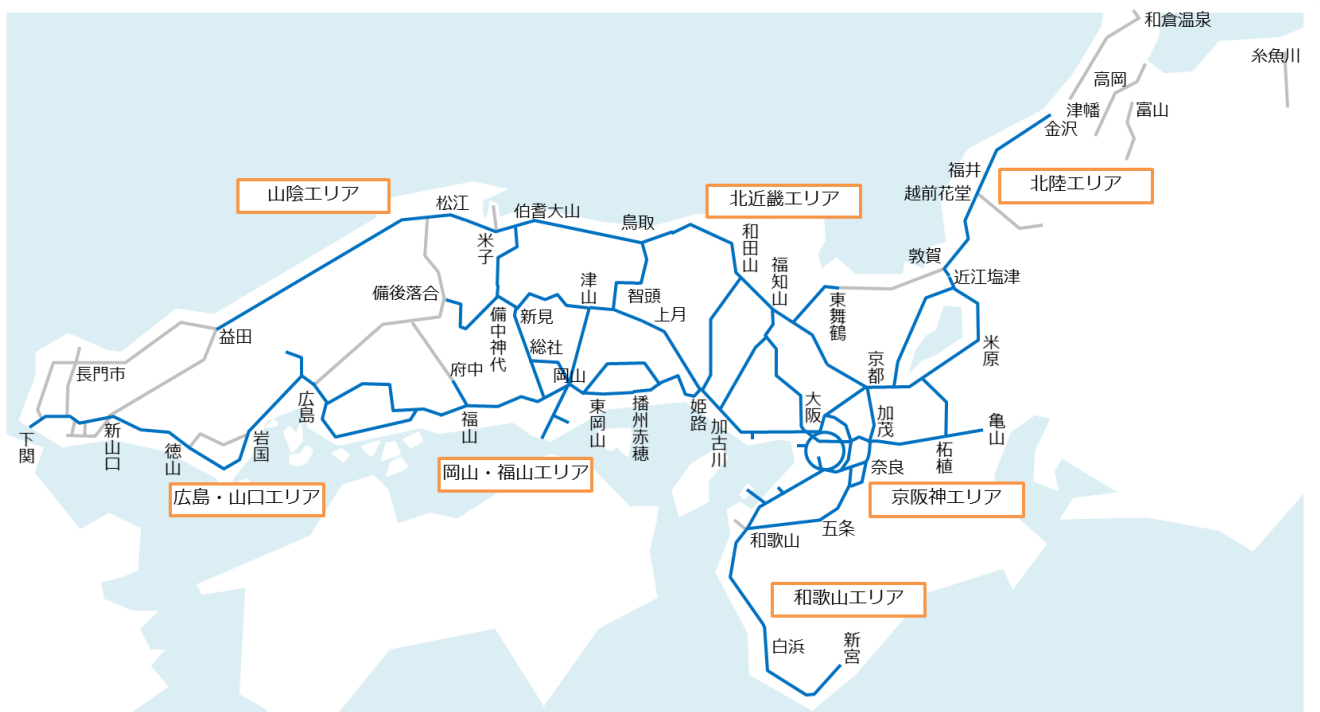 和倉温泉
糸魚川
高岡
津幡
富山
金沢
福井
越前花堂
北陸エリア
山陰エリア
北近畿エリア
松江
伯耆大山
鳥取
米子
和田山
福知山
敦賀
近江塩津
備後落合
津山
智頭
上月
東舞鶴
益田
備中神代
新見
総社
米原
長門市
府中
岡山
京都
広島
福山
東岡山
播州赤穂
姫路
加古川
大阪
加茂
亀山
下関
新山口
徳山
岩国
柘植
奈良
岡山・福山エリア
広島・山口エリア
京阪神エリア
五条
和歌山
和歌山エリア
白浜
新宮